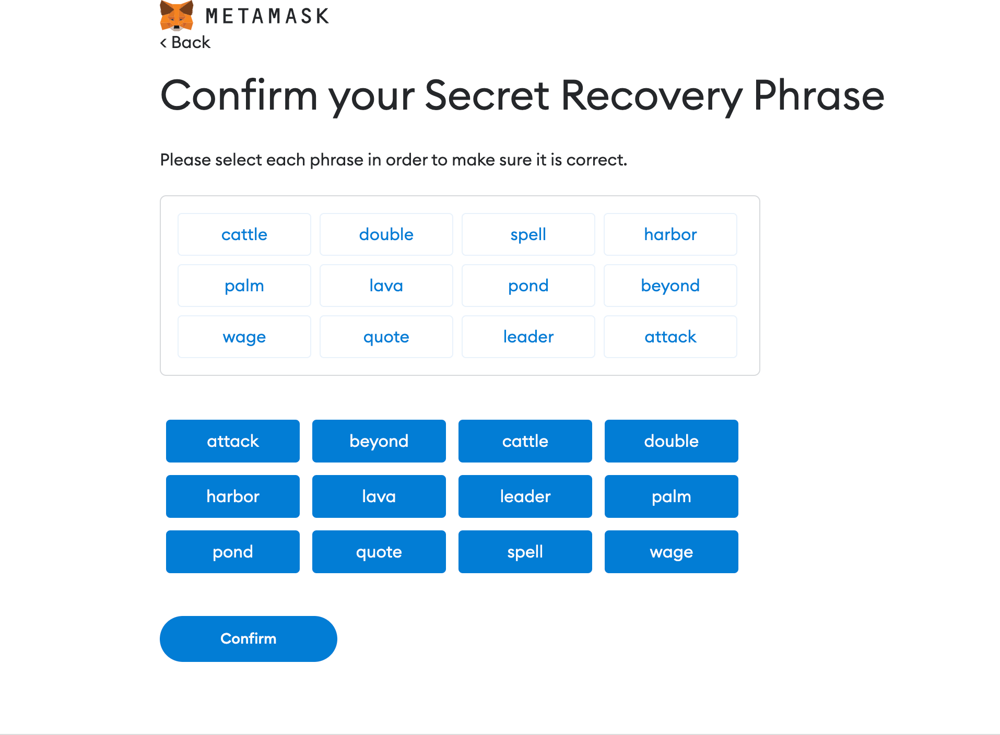 METAMASK
< Back
Confirm your Secret Recovery Phrase
Please select each phrase in order to make sure it is correct.
cattle double spell harbor
palm lava pond beyond
wage quote leader attack
attack beyond cattle double
harbor lava leader palm
pond quote spell wage
Confirm